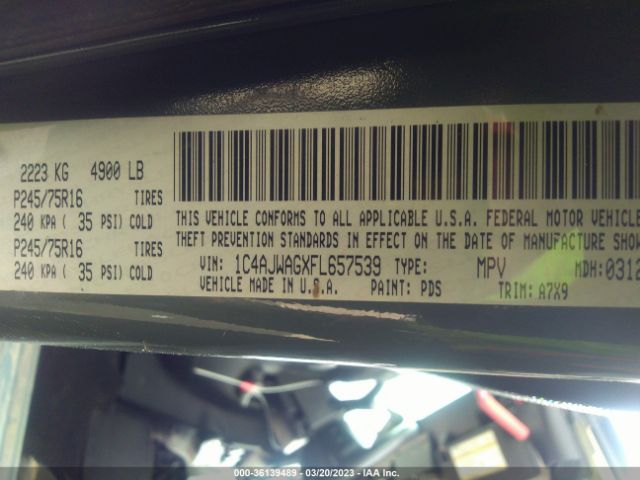 2223 KG 4900 LB
P245/75R16 TIRES
240 KPA ( 35 PSI) COLD
P245/75R16 TIRES
240 KPA ( 35 PSI) COLD
THIS VEHICLE CONFORMS TO ALL APPLICABLE U.S.A. FEDERAL MOTOR VEHICLE
THEFT PREVENTION STANDARDS IN EFFECT ON THE DATE OF MANUFACTURE SHO
VIN: 1C4AJWAGXFL657539 TYPE: MPV MDH:0312
VEHICLE MADE IN U.S.A. PAINT: PDS TRIM: A7X9
000-36139489 — 03/20/2023 — IAA Inc.